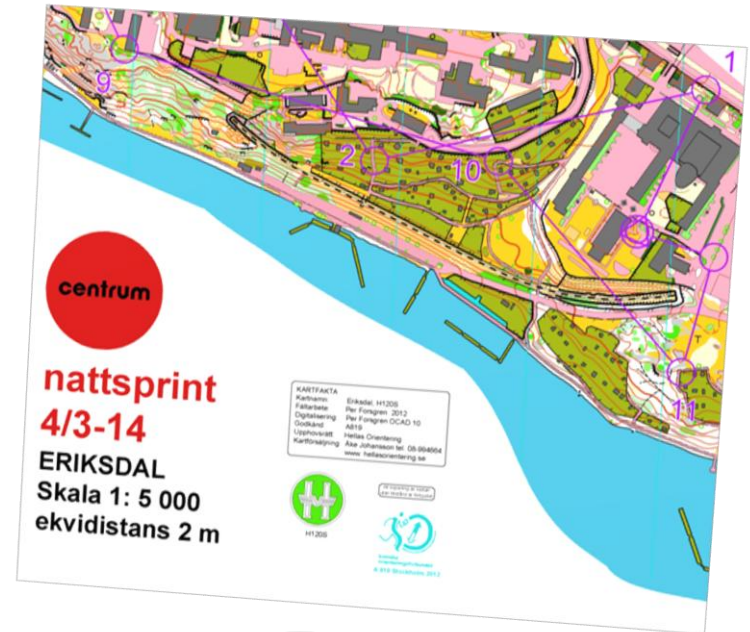 1
9
2
10
11
centrum
nattsprint
4/3-14
ERIKSDAL
Skala 1: 5 000
ekvidistans 2 m
KARTFAKTA
Kartnamn Eriksdal, H120S
Fältarbete Per Forsgren 2012
Digitalisering Per Forsgren OCAD 10
Godkänd A819
Upphovsrätt Hellas Orientering
Kartförsäljning Åke Johansson tel. 08-994664
www. hellasorientering.se
H
H120S